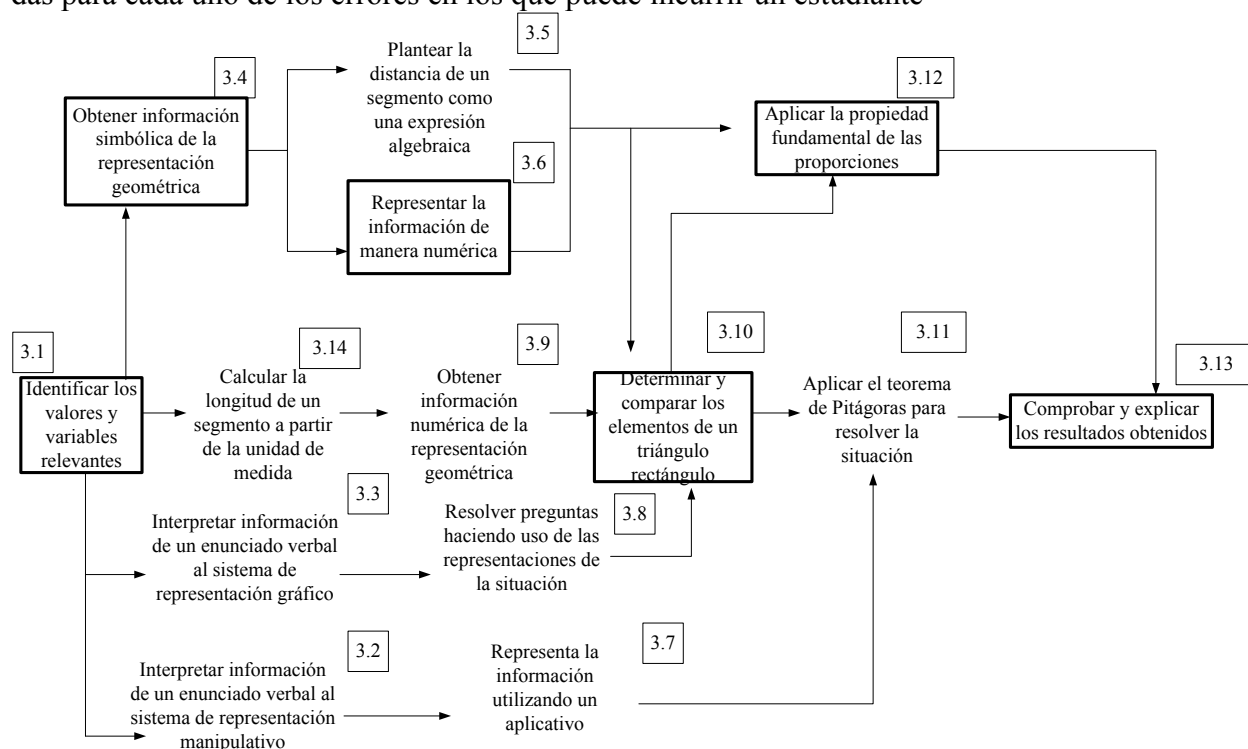 das para cada uno de los errores en los que puede incurrir un estudiante
3.5
Plantear la
distancia de un
segmento como
una expresión
algebraica
3.4
Obtener información
simbólica de la
representación
geométrica
3.12
Aplicar la propiedad
fundamental de las
proporciones
3.6
Representar la
información de
manera numérica
3.1
Identificar los
valores y
variables
relevantes
3.14
Calcular la
longitud de un
segmento a partir
de la unidad de
medida
3.9
Obtener
información
numérica de la
representación
geométrica
3.10
Determinar y
comparar los
elementos de un
triángulo
rectángulo
3.11
Aplicar el teorema
de Pitágoras para
resolver la
situación
3.13
Comprobar y explicar
los resultados obtenidos
3.3
Interpretar información
de un enunciado verbal
al sistema de
representación gráfico
3.8
Resolver preguntas
haciendo uso de las
representaciones de
la situación
3.2
Interpretar información
de un enunciado verbal al
sistema de representación
manipulativo
3.7
Representa la
información
utilizando un
aplicativo